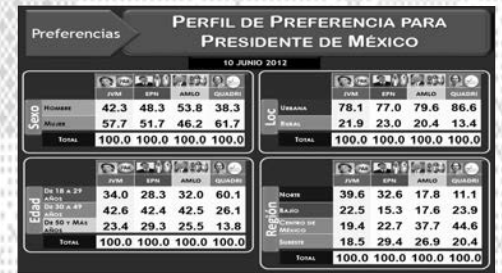 Preferencias
PERFIL DE PREFERENCIA PARA
PRESIDENTE DE MÉXICO
10 JUNIO 2012
JVM EPN AMLO QUADRI
Sexo
HOMBRE 42.3 48.3 53.8 38.3
MUJER 57.7 51.7 46.2 61.7
TOTAL 100.0 100.0 100.0 100.0
JVM EPN AMLO QUADRI
Loc
URBANA 78.1 77.0 79.6 86.6
RURAL 21.9 23.0 20.4 13.4
TOTAL 100.0 100.0 100.0 100.0
JVM EPN AMLO QUADRI
Edad
DE 18 A 29 AÑOS 34.0 28.3 32.0 60.1
DE 30 A 49 AÑOS 42.6 42.4 42.5 26.1
DE 50 Y MÁS AÑOS 23.4 29.3 25.5 13.8
TOTAL 100.0 100.0 100.0 100.0
JVM EPN AMLO QUADRI
Región
NORTE 39.6 32.6 17.8 11.1
BAJÍO 22.5 15.3 17.6 23.9
CENTRO DE MÉXICO 19.4 22.7 37.7 44.6
SURESTE 18.5 29.4 26.9 20.4
TOTAL 100.0 100.0 100.0 100.0